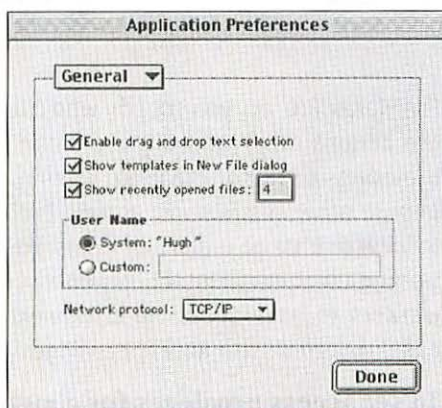 Application Preferences
General
Enable drag and drop text selection
Show templates in New File dialog
Show recently opened files: 4
User Name
System: "Hugh"
Custom:
Network protocol: TCP/IP
Done